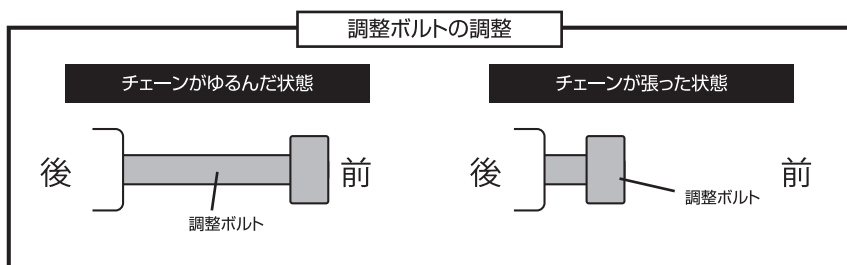 調整ボルトの調整
チェーンがゆるんだ状態
チェーンが張った状態
後
前
調整ボルト
後
前
調整ボルト